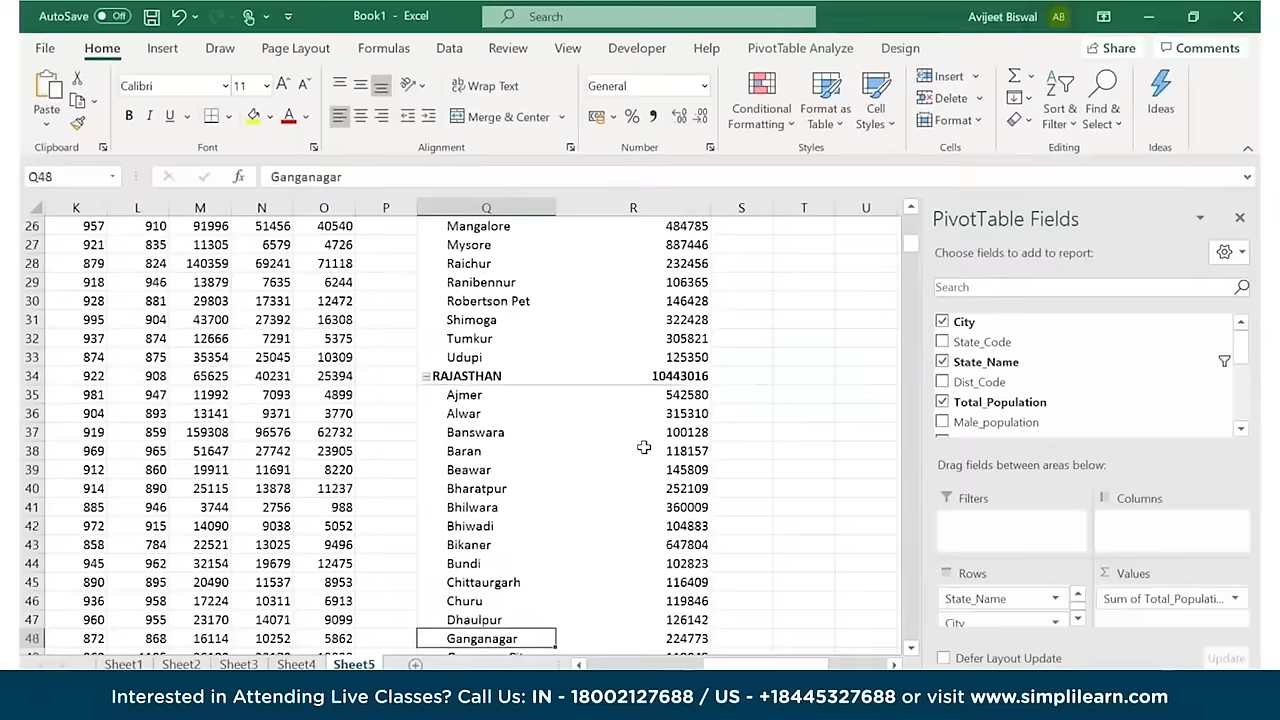 AutoSave Off Book1 - Excel Search Avijeet Biswal AB
File Home Insert Draw Page Layout Formulas Data Review View Developer Help PivotTable Analyze Design Share Comments
Calibri 11 Wrap Text General Insert
Paste B I U A Merge & Center % Conditional Formatting Format as Table Cell Styles Delete Format Sort & Filter Find & Select Ideas
Clipboard Font Alignment Number Styles Cells Editing Ideas
Q48 fx Ganganagar
K L M N O P Q R S T U
26 957 910 91996 51456 40540 Mangalore 484785
27 921 835 11305 6579 4726 Mysore 887446
28 879 824 140359 69241 71118 Raichur 232456
29 918 946 13879 7635 6244 Ranibennur 106365
30 928 881 29803 17331 12472 Robertson Pet 146428
31 995 904 43700 27392 16308 Shimoga 322428
32 937 874 12666 7291 5375 Tumkur 305821
33 874 875 35354 25045 10309 Udupi 125350
34 922 908 65625 40231 25394 RAJASTHAN 10443016
35 981 947 11992 7093 4899 Ajmer 542580
36 904 893 13141 9371 3770 Alwar 315310
37 919 859 159308 96576 62732 Banswara 100128
38 969 965 51647 27742 23905 Baran 118157
39 912 860 19911 11691 8220 Beawar 145809
40 914 890 25115 13878 11237 Bharatpur 252109
41 885 946 3744 2756 988 Bhilwara 360009
42 972 915 14090 9038 5052 Bhiwadi 104883
43 858 784 22521 13025 9496 Bikaner 647804
44 945 962 32154 19679 12475 Bundi 102823
45 890 895 20490 11537 8953 Chittaurgarh 116409
46 936 958 17224 10311 6913 Churu 119846
47 960 955 23170 14071 9099 Dhaulpur 126142
48 872 868 16114 10252 5862 Ganganagar 224773
Sheet1 Sheet2 Sheet3 Sheet4 Sheet5
PivotTable Fields
Choose fields to add to report:
Search
City
State_Code
State_Name
Dist_Code
Total_Population
Male_population
Drag fields between areas below:
Filters Columns
Rows Σ Values
State_Name Sum of Total_Populati...
City
Defer Layout Update Update
Interested in Attending Live Classes? Call Us: IN - 18002127688 / US - +18445327688 or visit www.simplilearn.com